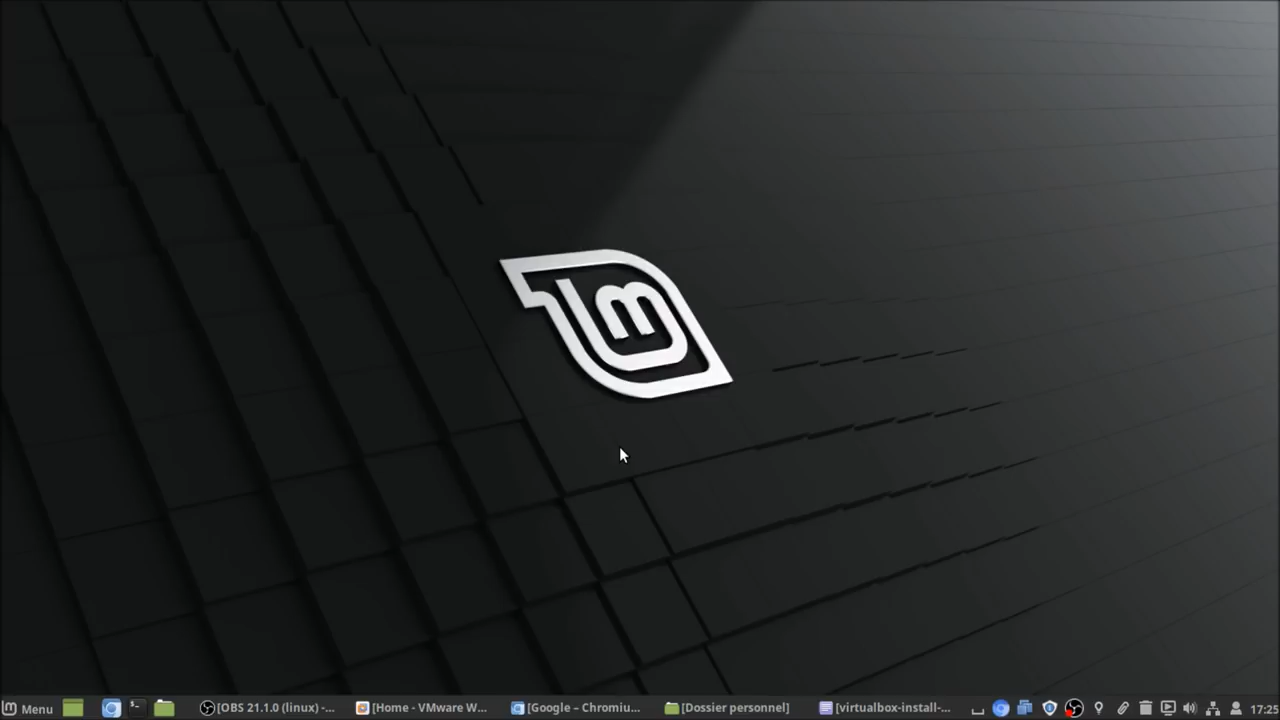 Menu
[OBS 21.1.0 (linux) -...
[Home - VMware W...
[Google – Chromiu...
[Dossier personnel]
[virtualbox-install-...
17:25